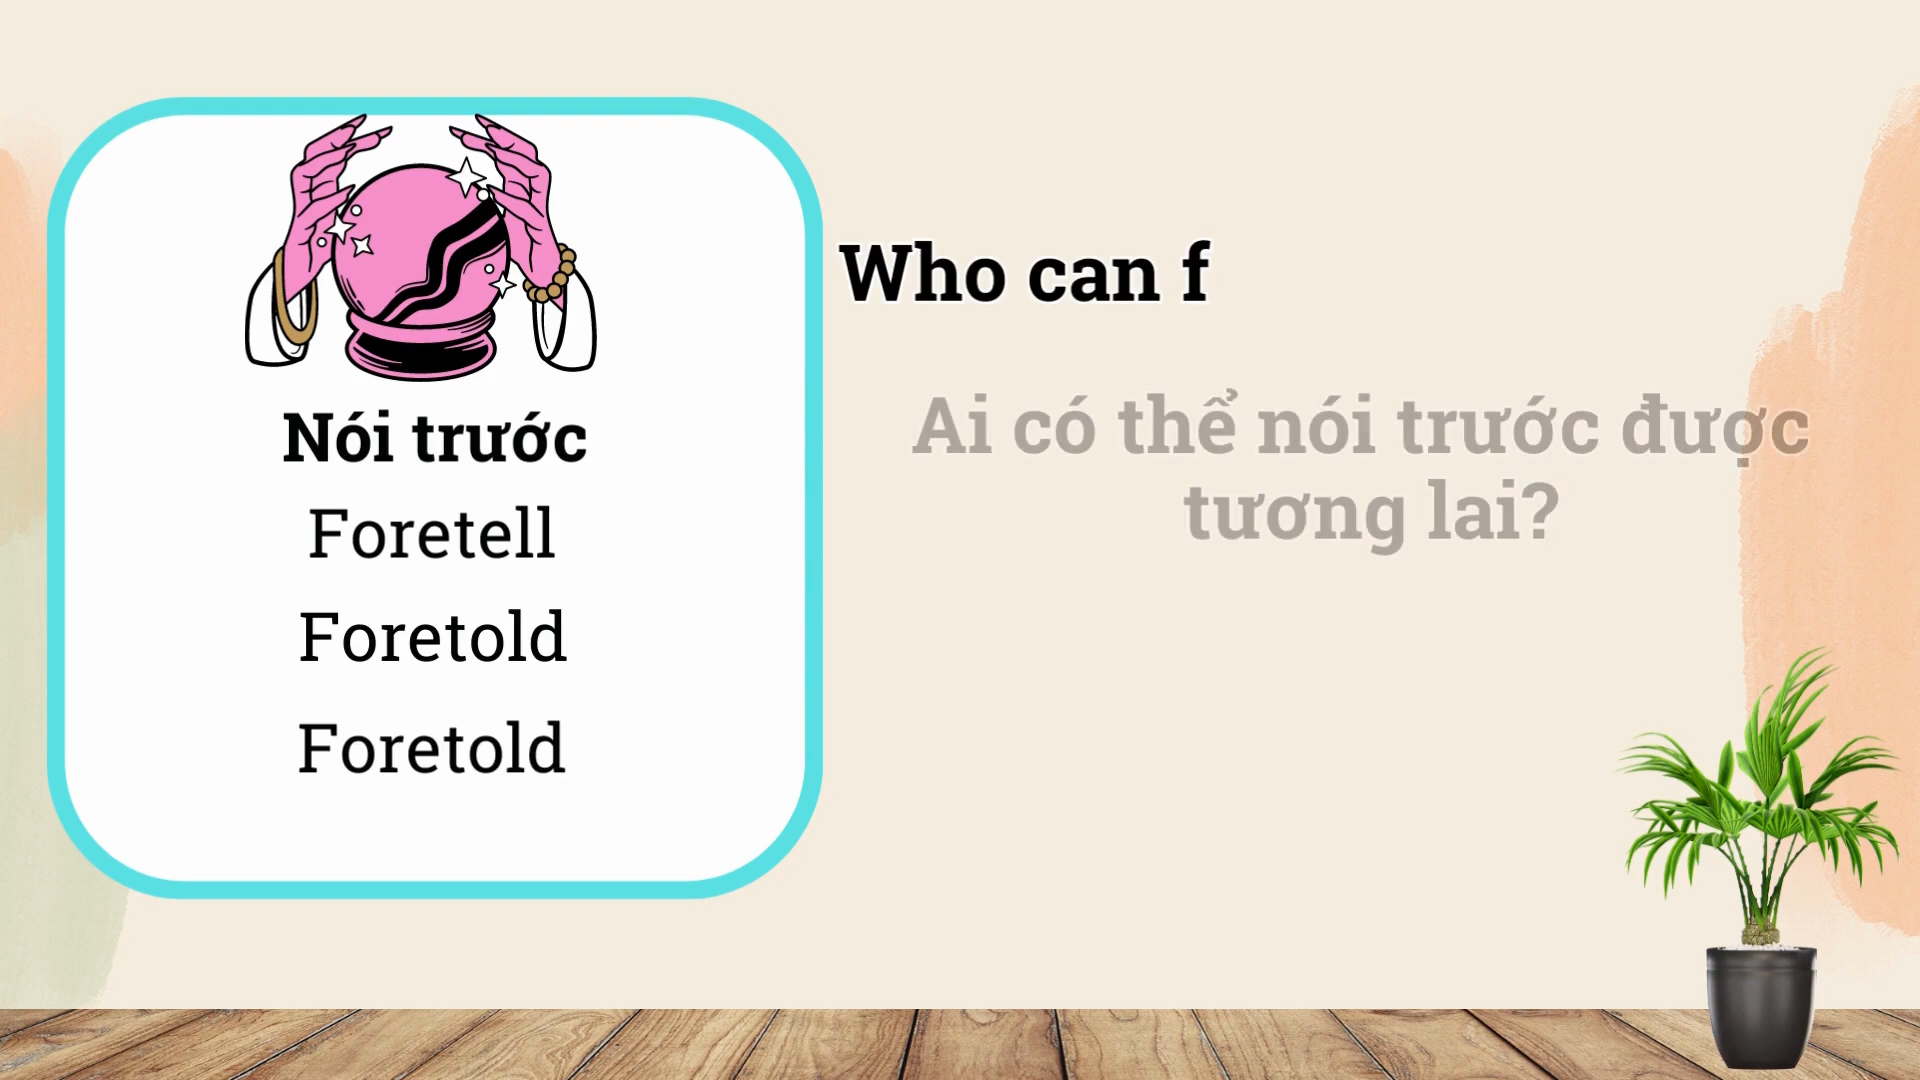 Nói trước
Foretell
Foretold
Foretold
Who can f
Ai có thể nói trước được
tương lai?